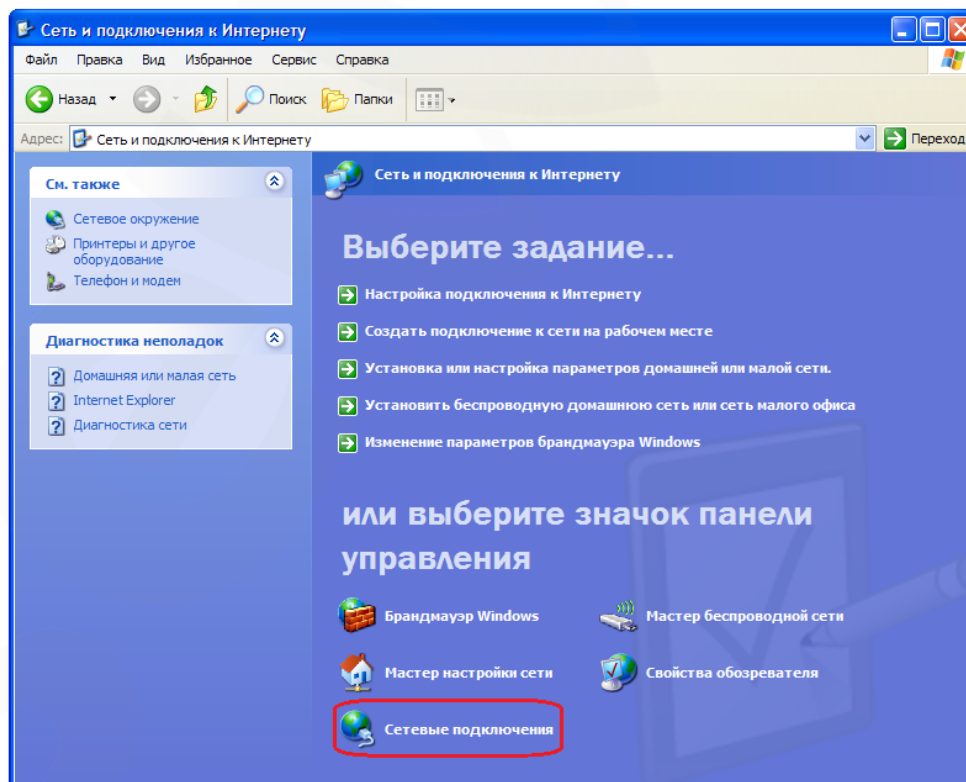 Сеть и подключения к Интернету
Файл Правка Вид Избранное Сервис Справка
Назад Поиск Папки
Адрес: Сеть и подключения к Интернету Переход
См. также
Сетевое окружение
Принтеры и другое
оборудование
Телефон и модем
Диагностика неполадок
Домашняя или малая сеть
Internet Explorer
Диагностика сети
Сеть и подключения к Интернету
Выберите задание...
Настройка подключения к Интернету
Создать подключение к сети на рабочем месте
Установка или настройка параметров домашней или малой сети.
Установить беспроводную домашнюю сеть или сеть малого офиса
Изменение параметров брандмауэра Windows
или выберите значок панели
управления
Брандмауэр Windows Мастер беспроводной сети
Мастер настройки сети Свойства обозревателя
Сетевые подключения